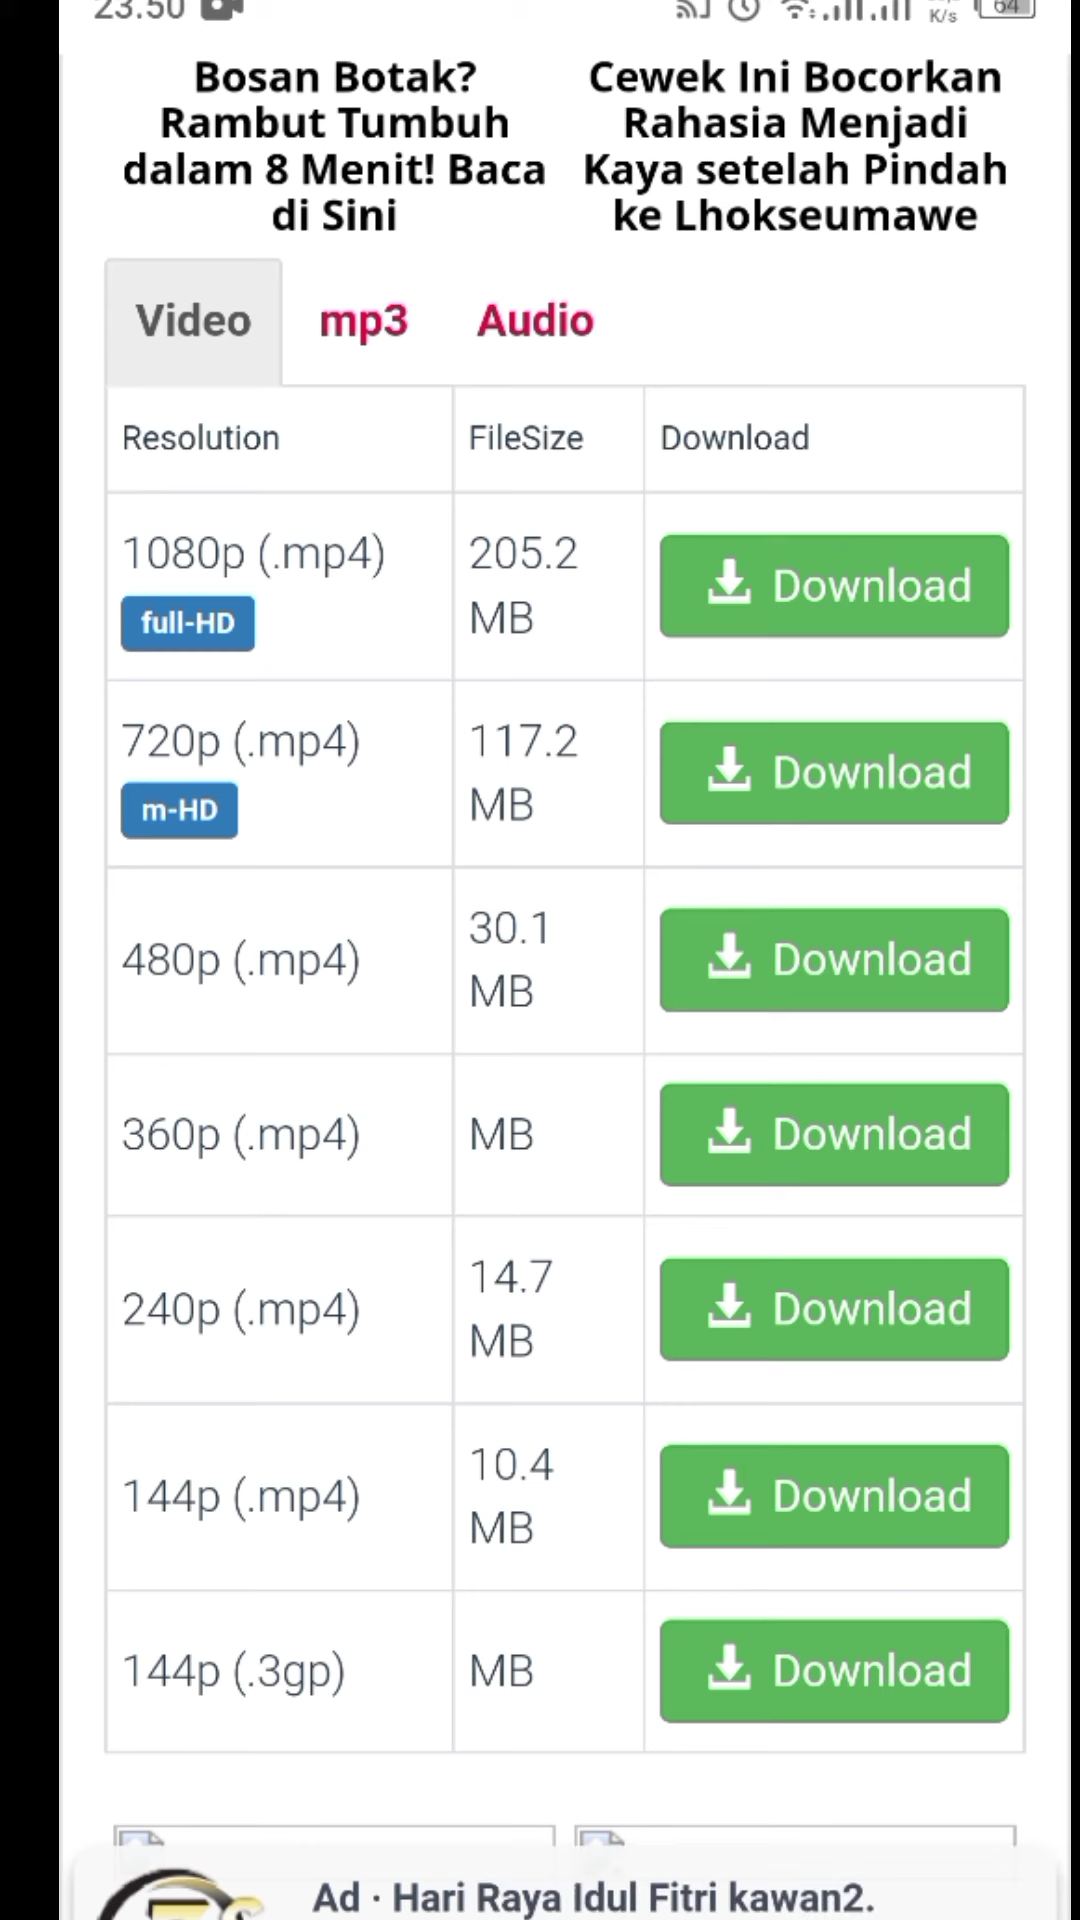 23.50
K/s
64
Bosan Botak?
Rambut Tumbuh
dalam 8 Menit! Baca
di Sini
Cewek Ini Bocorkan
Rahasia Menjadi
Kaya setelah Pindah
ke Lhokseumawe
Video mp3 Audio
Resolution FileSize Download
1080p (.mp4)
full-HD
205.2
MB
Download
720p (.mp4)
m-HD
117.2
MB
Download
480p (.mp4)
30.1
MB
Download
360p (.mp4) MB Download
240p (.mp4)
14.7
MB
Download
144p (.mp4)
10.4
MB
Download
144p (.3gp) MB Download
Ad · Hari Raya Idul Fitri kawan2.